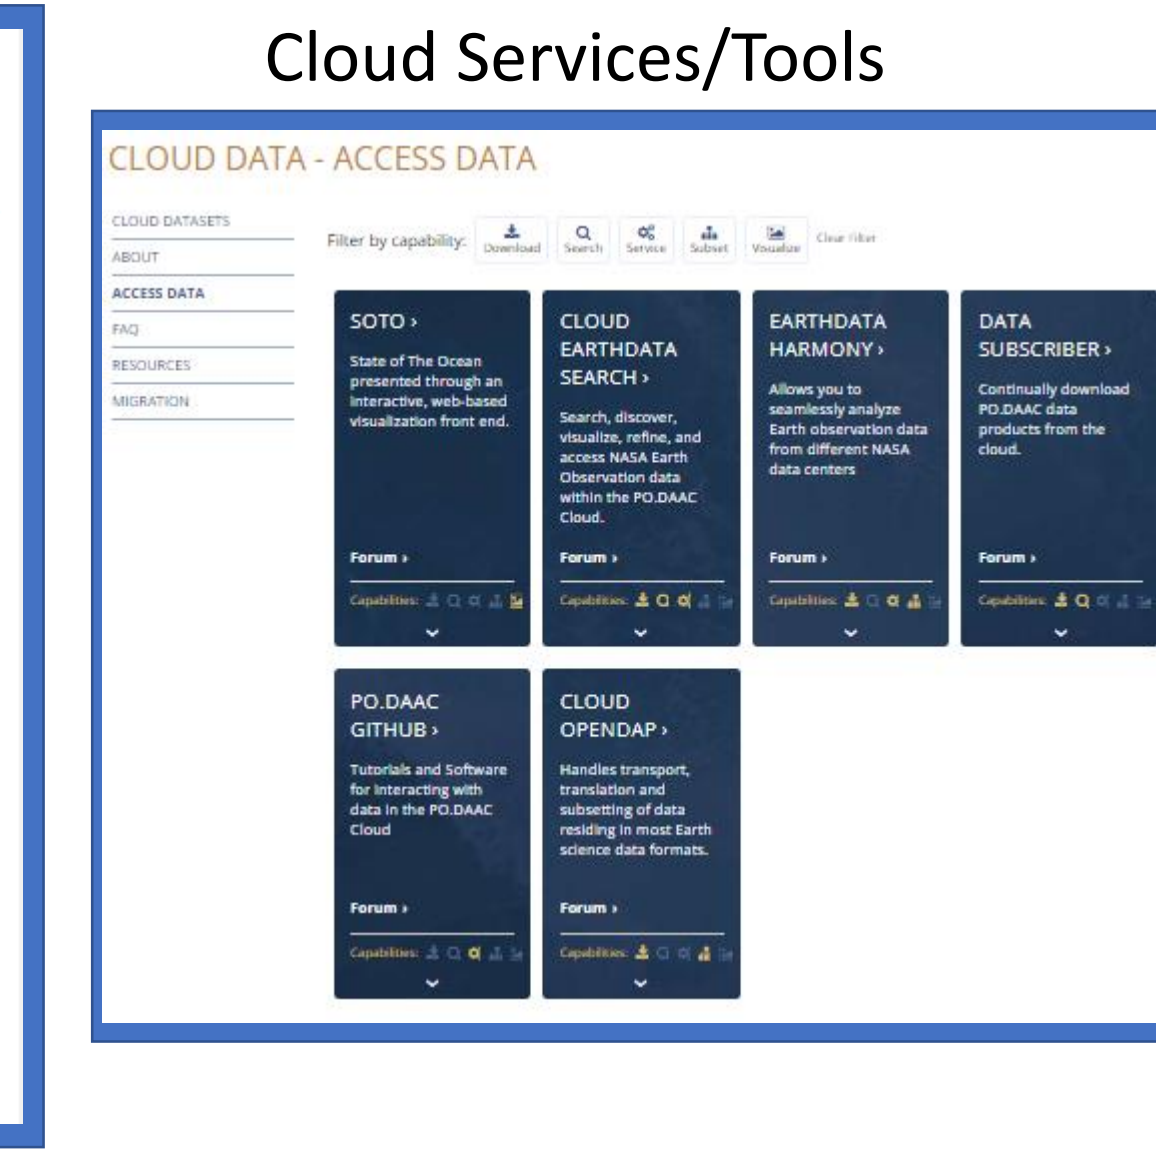 Cloud Services/Tools
CLOUD DATA - ACCESS DATA
CLOUD DATASETS
ABOUT
ACCESS DATA
FAQ
RESOURCES
MIGRATION
Filter by capability:
Download
Search
Service
Subset
Visualize
Clear Filter
SOTO ›
State of The Ocean
presented through an
interactive, web-based
visualization front end.
Forum ›
Capabilities:
CLOUD
EARTHDATA
SEARCH ›
Search, discover,
visualize, refine, and
access NASA Earth
Observation data
within the PO.DAAC
Cloud.
Forum ›
Capabilities:
EARTHDATA
HARMONY ›
Allows you to
seamlessly analyze
Earth observation data
from different NASA
data centers
Forum ›
Capabilities:
DATA
SUBSCRIBER ›
Continually download
PO.DAAC data
products from the
cloud.
Forum ›
Capabilities:
PO.DAAC
GITHUB ›
Tutorials and Software
for interacting with
data in the PO.DAAC
Cloud
Forum ›
Capabilities:
CLOUD
OPENDAP ›
Handles transport,
translation and
subsetting of data
residing in most Earth
science data formats.
Forum ›
Capabilities: